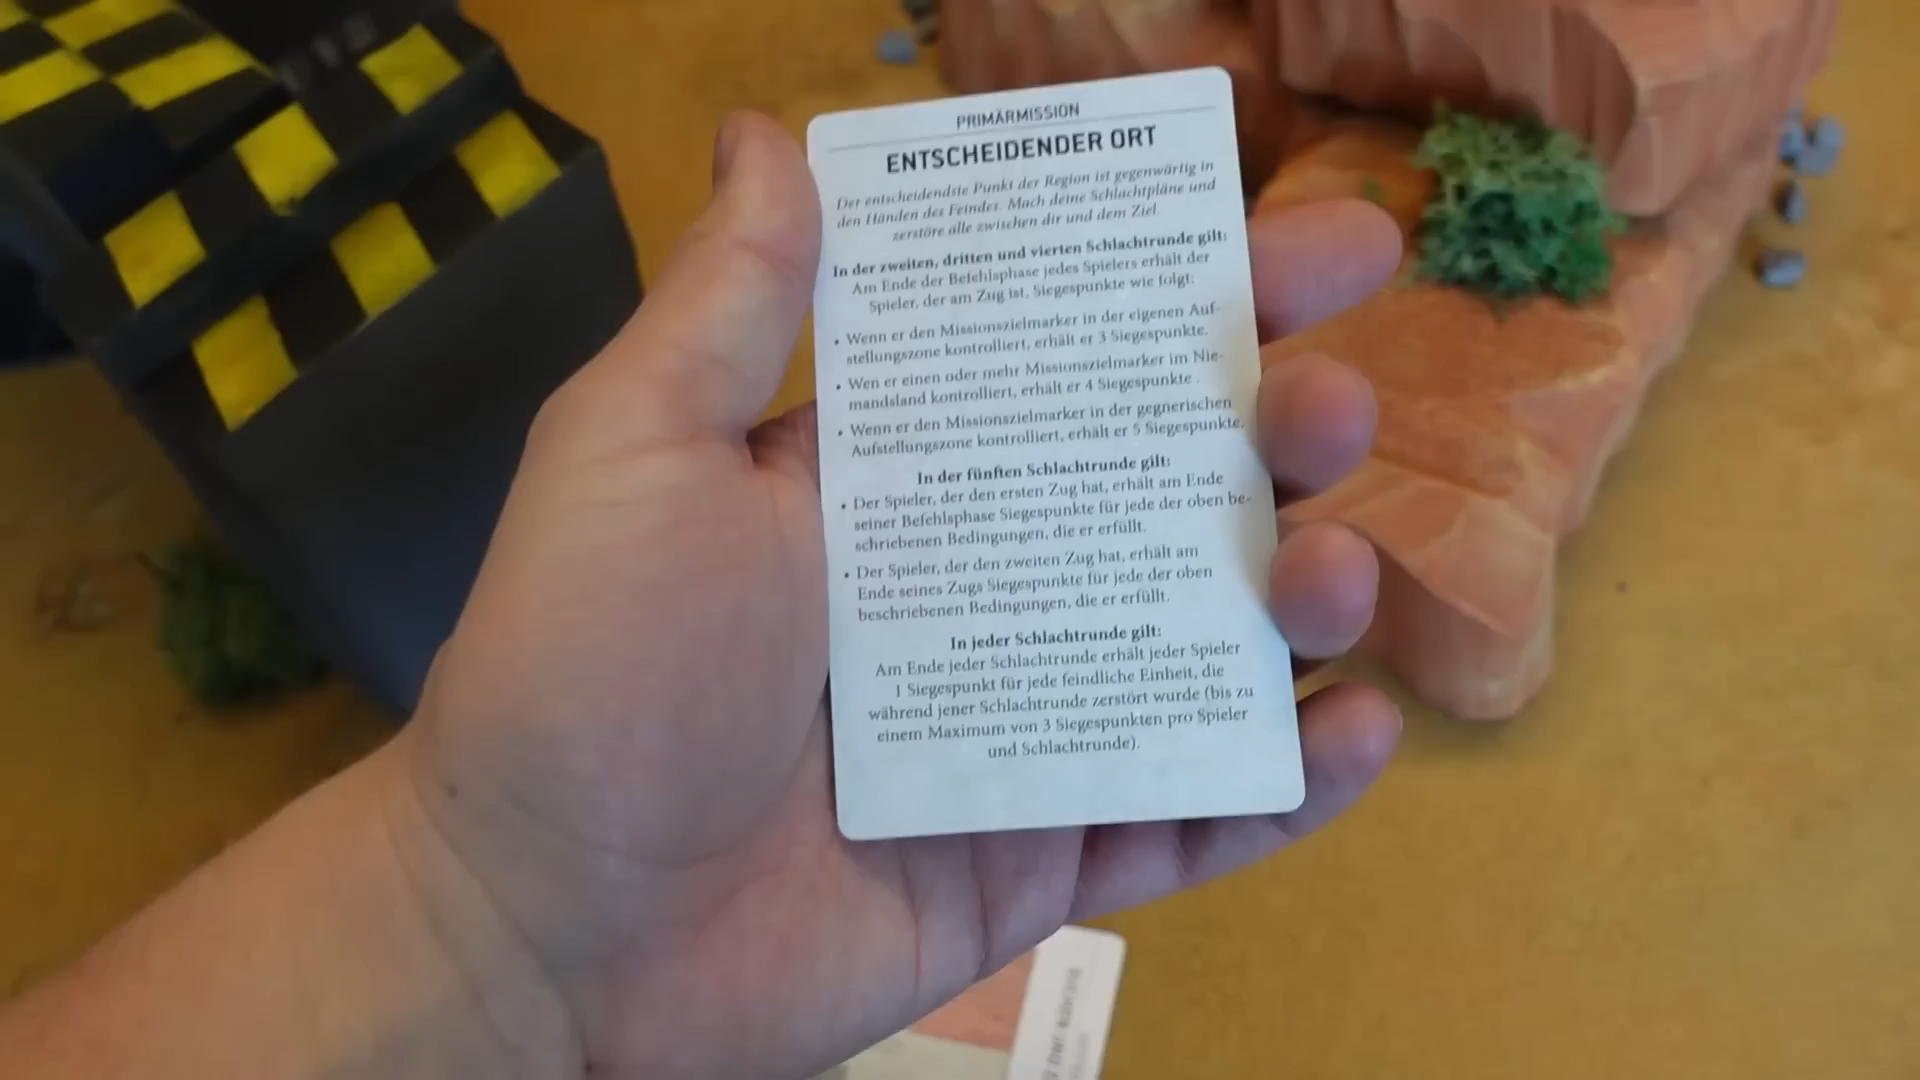 PRIMÄRMISSION
ENTSCHEIDENDER ORT
Der entscheidendste Punkt der Region ist gegenwärtig in
den Händen des Feindes. Mach deine Schlachtpläne und
zerstöre alle zwischen dir und dem Ziel.
In der zweiten, dritten und vierten Schlachtrunde gilt:
Am Ende der Befehlsphase jedes Spielers erhält der
Spieler, der am Zug ist, Siegespunkte wie folgt:
• Wenn er den Missionszielmarker in der eigenen Auf-
stellungszone kontrolliert, erhält er 3 Siegespunkte.
• Wen er einen oder mehr Missionszielmarker im Nie-
mandsland kontrolliert, erhält er 4 Siegespunkte .
• Wenn er den Missionszielmarker in der gegnerischen
Aufstellungszone kontrolliert, erhält er 5 Siegespunkte.
In der fünften Schlachtrunde gilt:
• Der Spieler, der den ersten Zug hat, erhält am Ende
seiner Befehlsphase Siegespunkte für jede der oben be-
schriebenen Bedingungen, die er erfüllt.
• Der Spieler, der den zweiten Zug hat, erhält am
Ende seines Zugs Siegespunkte für jede der oben
beschriebenen Bedingungen, die er erfüllt.
In jeder Schlachtrunde gilt:
Am Ende jeder Schlachtrunde erhält jeder Spieler
1 Siegespunkt für jede feindliche Einheit, die
während jener Schlachtrunde zerstört wurde (bis zu
einem Maximum von 3 Siegespunkten pro Spieler
und Schlachtrunde).